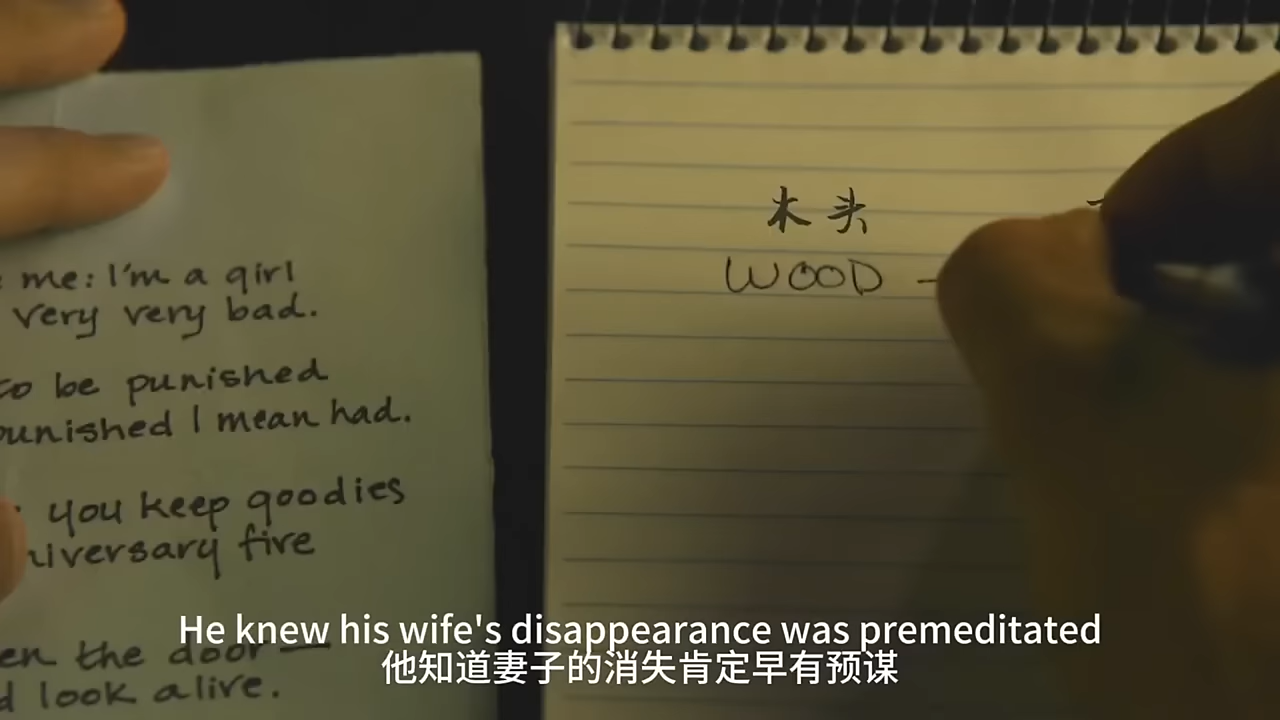 me: I'm a girl
very very bad.
to be punished
punished I mean had.
: you keep goodies
niversary fire
en the door —
d look alive.
木头
WOOD -
He knew his wife's disappearance was premeditated
他知道妻子的消失肯定早有预谋